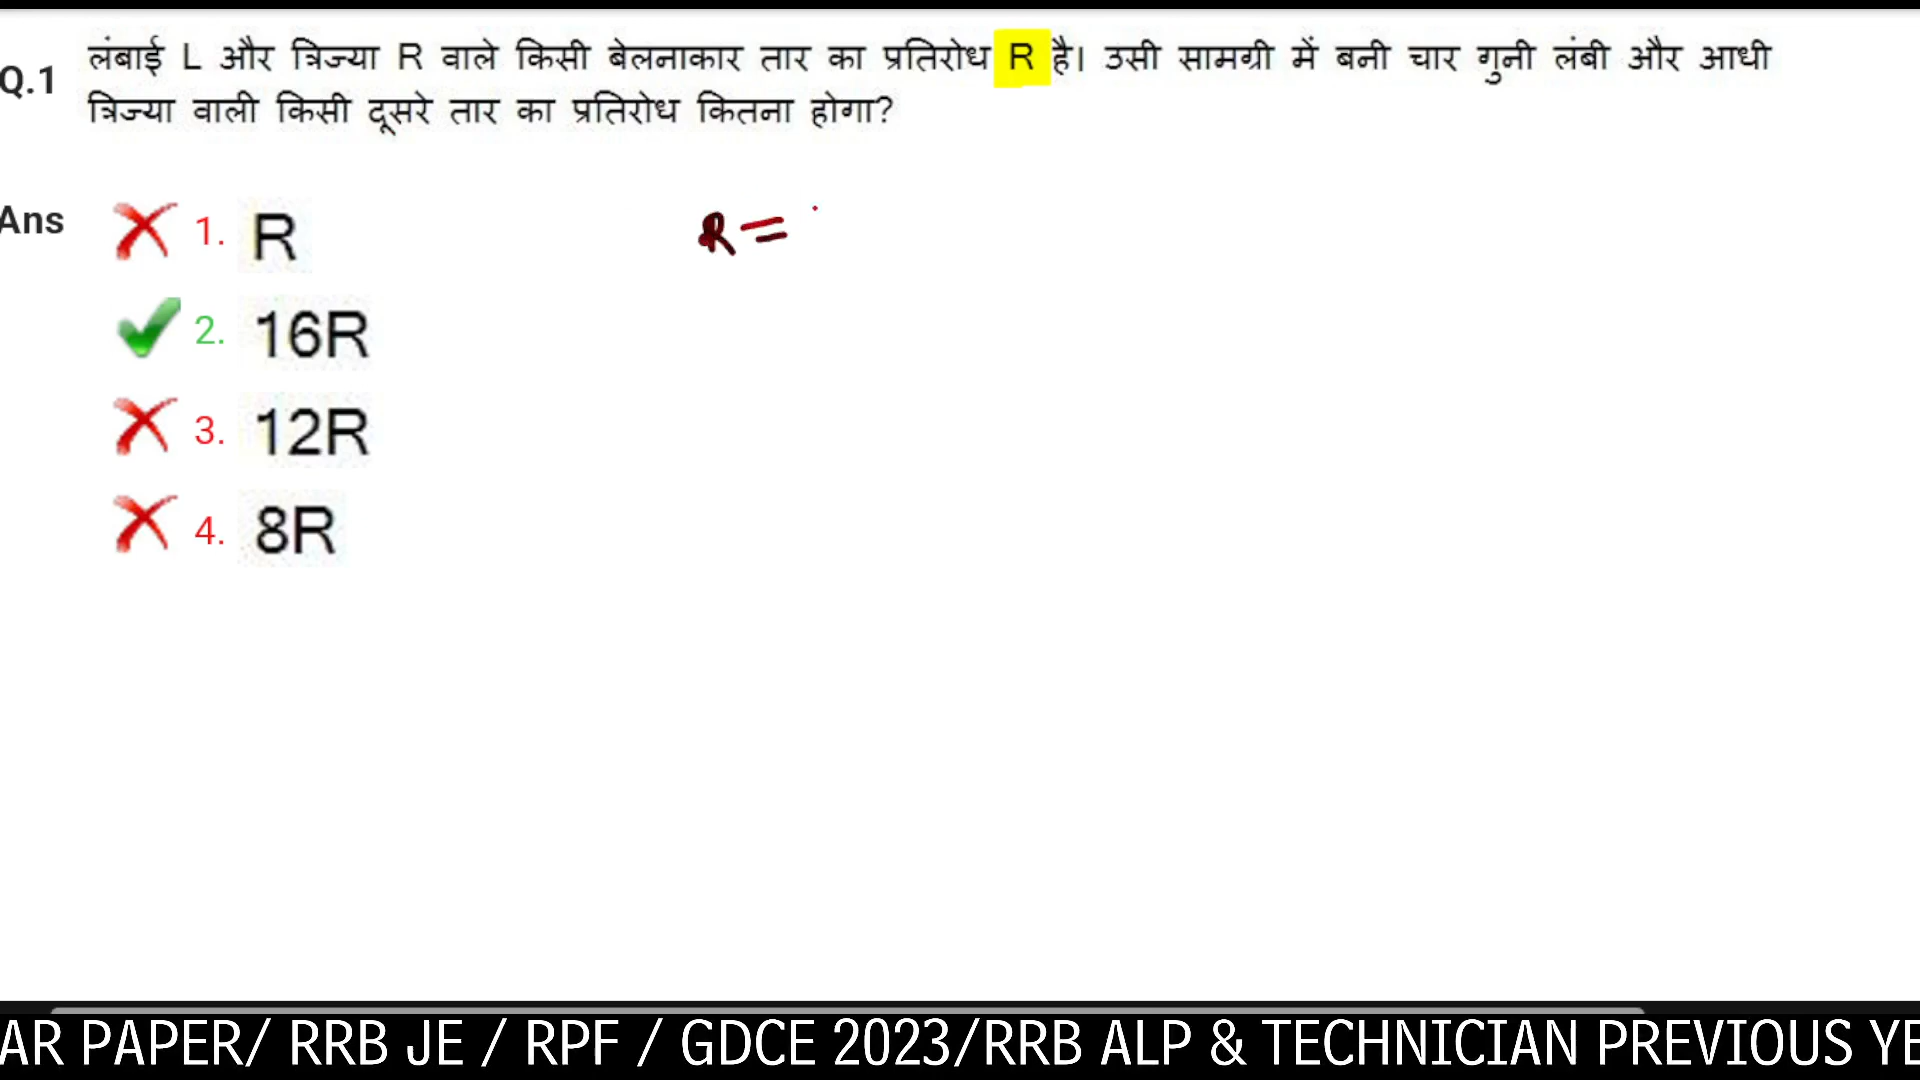 Q.1 लंबाई L और त्रिज्या R वाले किसी बेलनाकार तार का प्रतिरोध R है। उसी सामग्री में बनी चार गुनी लंबी और आधी
त्रिज्या वाली किसी दूसरे तार का प्रतिरोध कितना होगा?
Ans 1. R
R =
2. 16R
3. 12R
4. 8R
AR PAPER/ RRB JE / RPF / GDCE 2023/RRB ALP & TECHNICIAN PREVIOUS YE